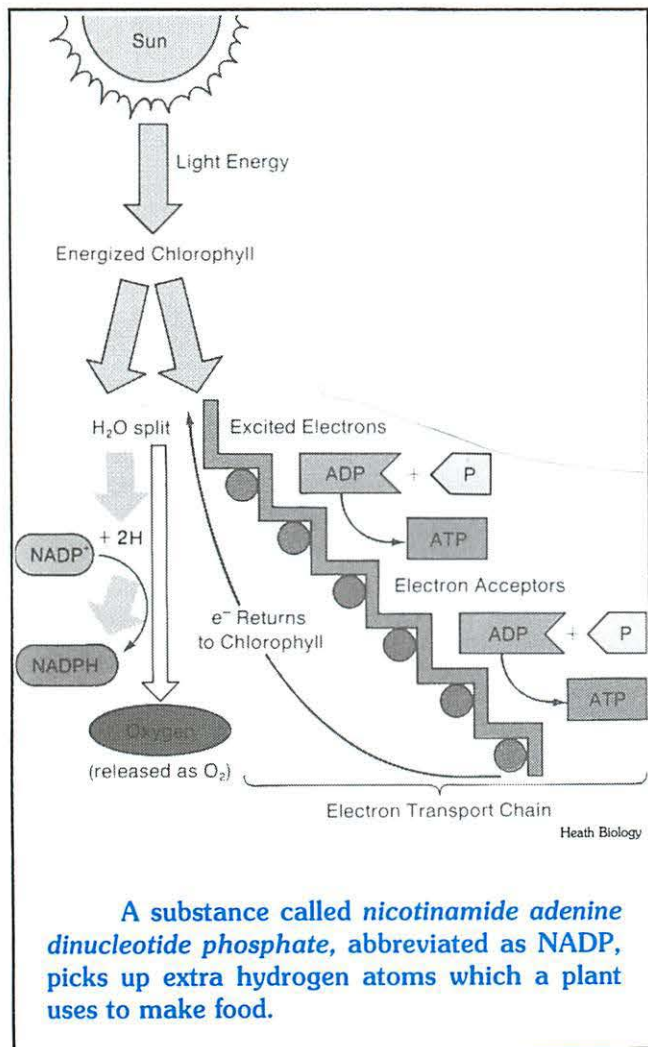 Sun
Light Energy
Energized Chlorophyll
H₂O split
Excited Electrons
ADP + P
ATP
NADP⁺
+ 2H
Electron Acceptors
e⁻ Returns
to Chlorophyll
ADP + P
NADPH
ATP
Oxygen
(released as O₂)
Electron Transport Chain
Heath Biology
A substance called nicotinamide adenine
dinucleotide phosphate, abbreviated as NADP,
picks up extra hydrogen atoms which a plant
uses to make food.